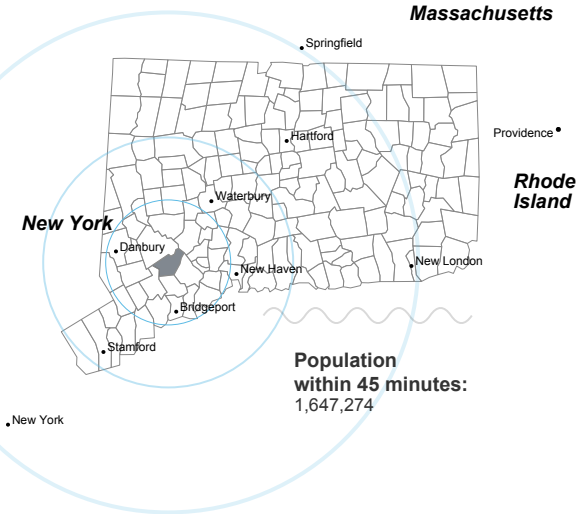 Massachusetts
Springfield
Providence
Hartford
Rhode
Island
Waterbury
New York
Danbury
New Haven
New London
Bridgeport
Stamford
Population
within 45 minutes:
1,647,274
New York